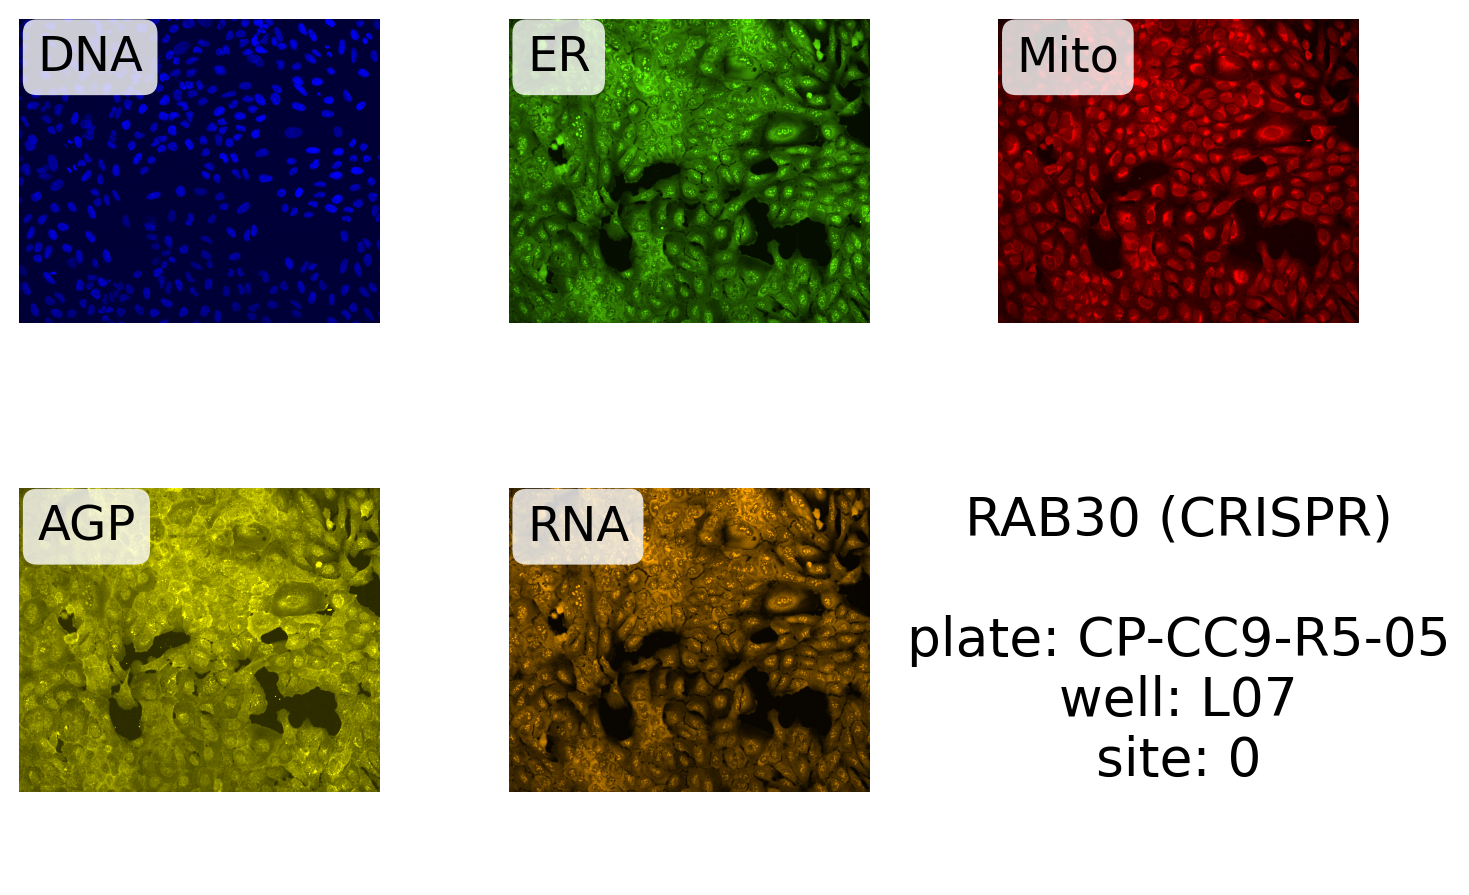 DNA
ER
Mito
AGP
RNA
RAB30 (CRISPR)
plate: CP-CC9-R5-05
well: L07
site: 0